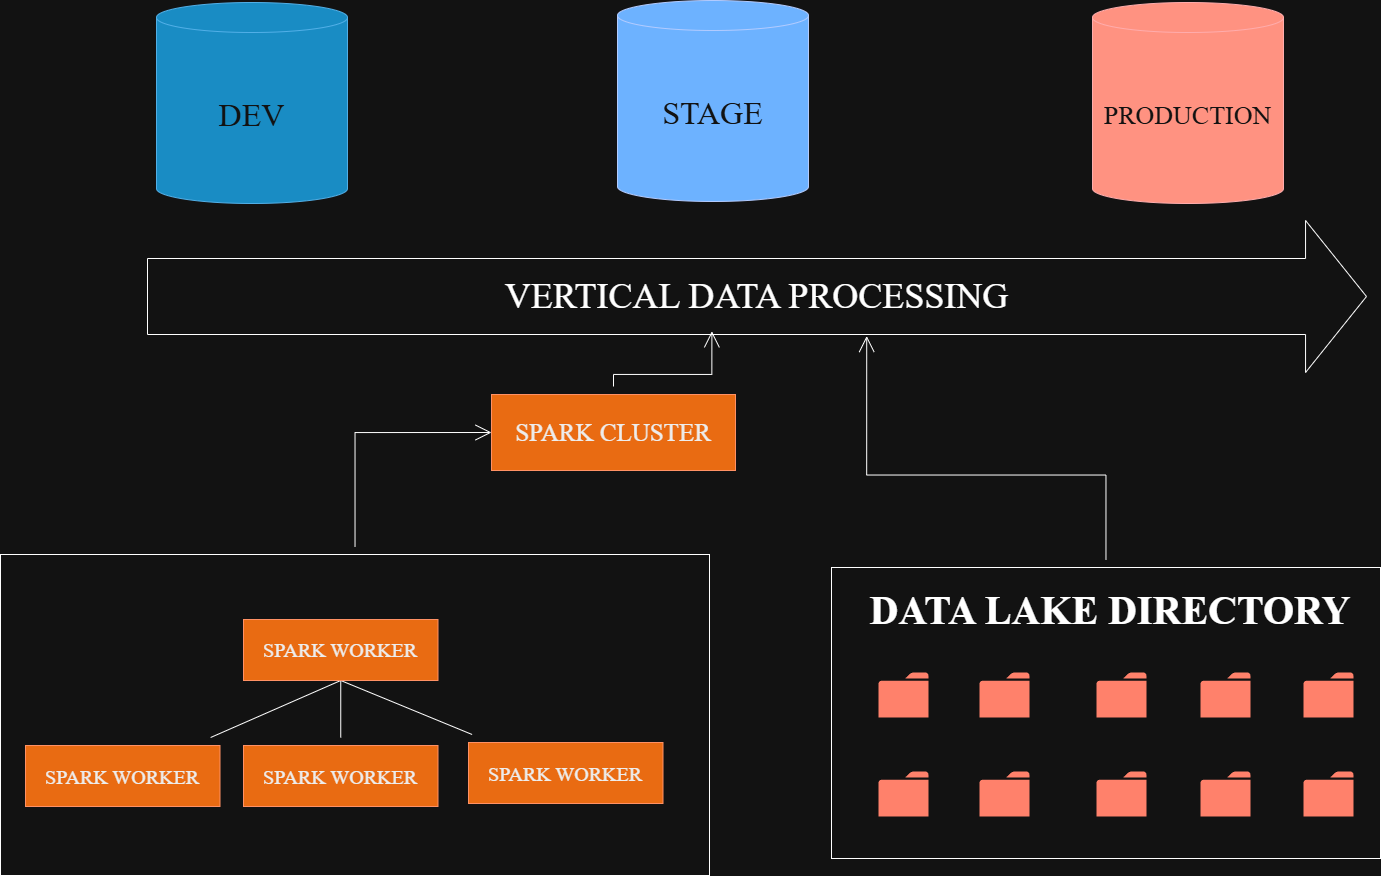 DEV
STAGE
PRODUCTION
VERTICAL DATA PROCESSING
SPARK CLUSTER
SPARK WORKER
SPARK WORKER
SPARK WORKER
SPARK WORKER
DATA LAKE DIRECTORY